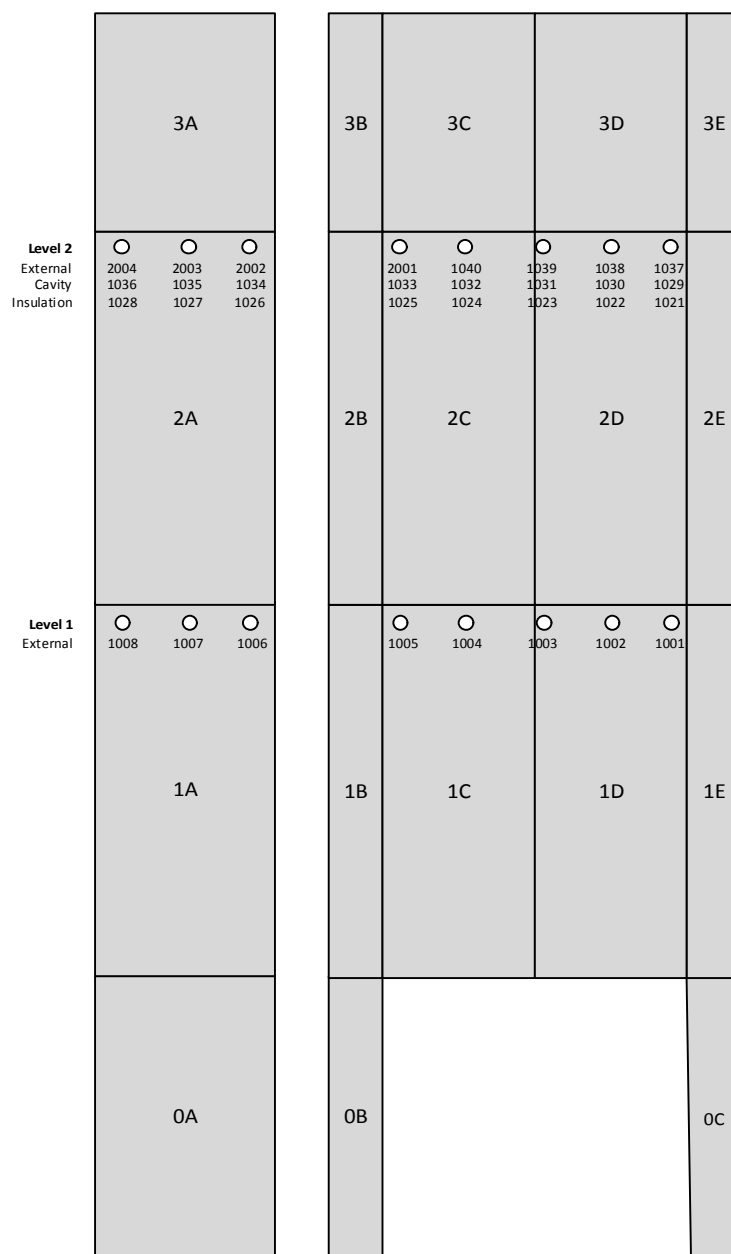 3A 3B 3C 3D 3E
Level 2
External 2004 2003 2002 2001 1040 1039 1038 1037
Cavity 1036 1035 1034 1033 1032 1031 1030 1029
Insulation 1028 1027 1026 1025 1024 1023 1022 1021
2A 2B 2C 2D 2E
Level 1
External 1008 1007 1006 1005 1004 1003 1002 1001
1A 1B 1C 1D 1E
0A 0B 0C